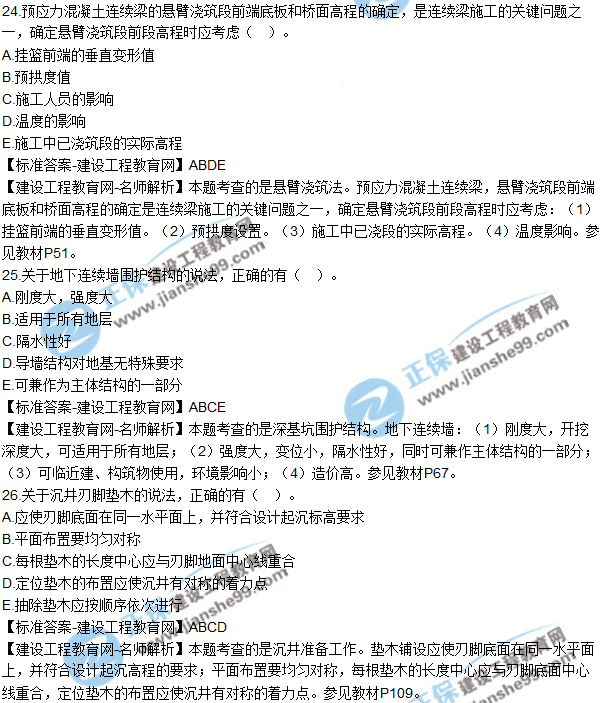 24.预应力混凝土连续梁的悬臂浇筑段前端底板和桥面高程的确定，是连续梁施工的关键问题之
一，确定悬臂浇筑段前段高程时应考虑（ ）。
A.挂篮前端的垂直变形值
B.预拱度值
C.施工人员的影响
D.温度的影响
E.施工中已浇筑段的实际高程
【标准答案-建设工程教育网】ABDE
【建设工程教育网-名师解析】本题考查的是悬臂浇筑法。预应力混凝土连续梁，悬臂浇筑段前端
底板和桥面高程的确定是连续梁施工的关键问题之一，确定悬臂浇筑段前段高程时应考虑：（1）
挂篮前端的垂直变形值。（2）预拱度设置。（3）施工中已浇段的实际高程。（4）温度影响。参
见教材P51。
25.关于地下连续墙围护结构的说法，正确的有（ ）。
A.刚度大，强度大
B.适用于所有地层
C.隔水性好
D.导墙结构对地基无特殊要求
E.可兼作为主体结构的一部分
【标准答案-建设工程教育网】ABCE
【建设工程教育网-名师解析】本题考查的是深基坑围护结构。地下连续墙：（1）刚度大，开挖
深度大，可适用于所有地层；（2）强度大，变位小，隔水性好，同时可兼作主体结构的一部分；
（3）可临近建、构筑物使用，环境影响小；（4）造价高。参见教材P67。
26.关于沉井刃脚垫木的说法，正确的有（ ）。
A.应使刃脚底面在同一水平面上，并符合设计起沉标高要求
B.平面布置要均匀对称
C.每根垫木的长度中心应与刃脚地面中心线重合
D.定位垫木的布置应使沉井有对称的着力点
E.抽除垫木应按顺序依次进行
【标准答案-建设工程教育网】ABCD
【建设工程教育网-名师解析】本题考查的是沉井准备工作。垫木铺设应使刃脚底面在同一水平面
上，并符合设计起沉高程的要求；平面布置要均匀对称，每根垫木的长度中心应与刃脚底面中心
线重合，定位垫木的布置应使沉井有对称的着力点。参见教材P109。
正保建设工程教育网
www.jianshe99.com
正保建设工程教育网
www.jianshe99.com
正保建设工程教育网
www.jianshe99.com